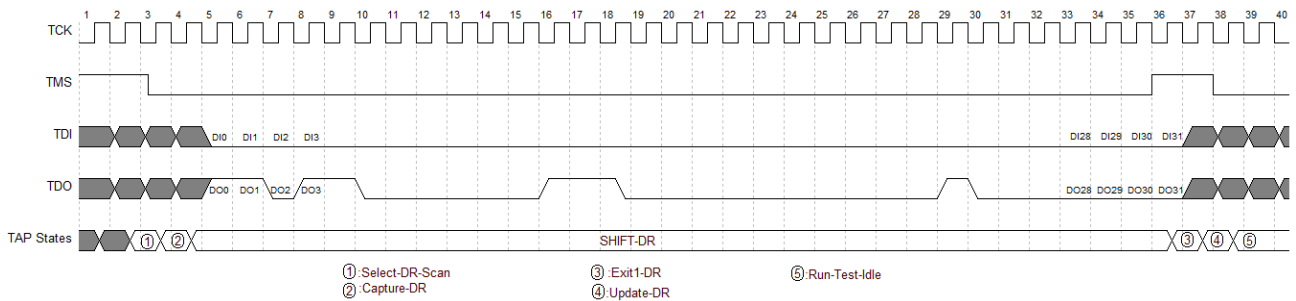 1 2 3 4 5 6 7 8 9 10 11 12 13 14 15 16 17 18 19 20 21 22 23 24 25 26 27 28 29 30 31 32 33 34 35 36 37 38 39 40
TCK
TMS
TDI DI0 DI1 DI2 DI3 DI28 DI29 DI30 DI31
TDO DO0 DO1 DO2 DO3 DO28 DO29 DO30 DO31
TAP States ① ② SHIFT-DR ③ ④ ⑤
①:Select-DR-Scan ③:Exit1-DR ⑤:Run-Test-Idle
②:Capture-DR ④:Update-DR